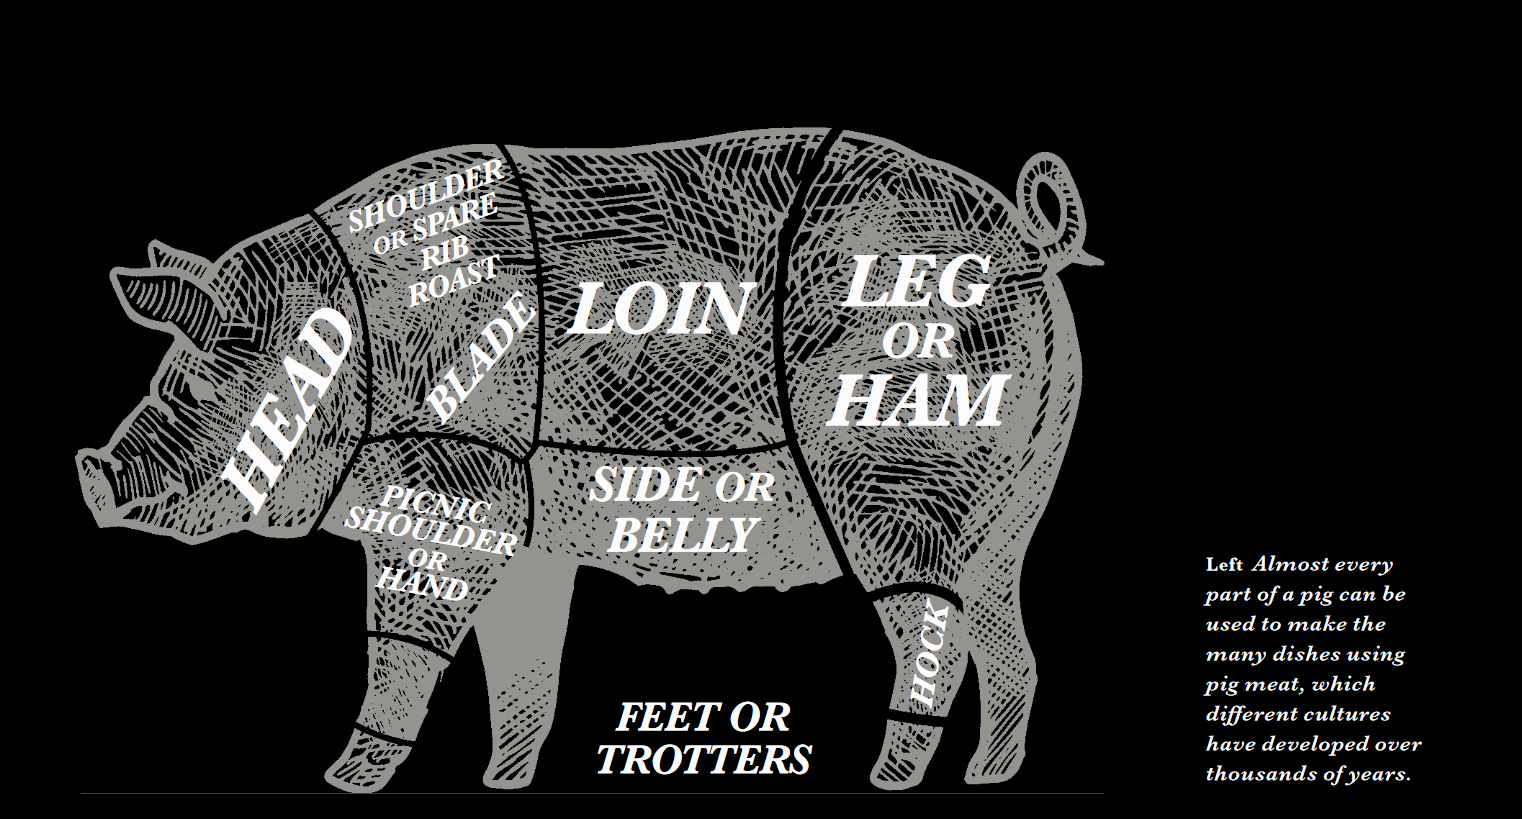 SHOULDER
OR SPARE
RIB
ROAST
HEAD
BLADE
LOIN
LEG
OR
HAM
PICNIC
SHOULDER
OR
HAND
SIDE OR
BELLY
HOCK
FEET OR
TROTTERS
Left Almost every
part of a pig can be
used to make the
many dishes using
pig meat, which
different cultures
have developed over
thousands of years.